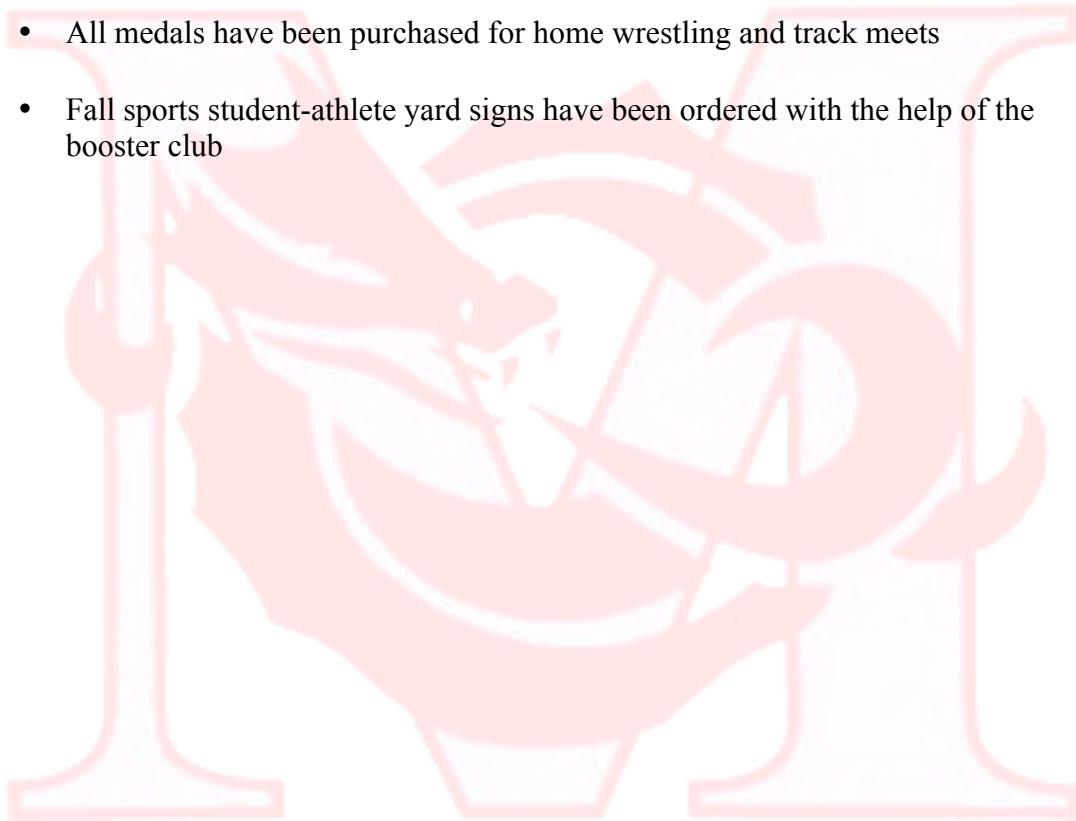 • All medals have been purchased for home wrestling and track meets
• Fall sports student-athlete yard signs have been ordered with the help of the
booster club